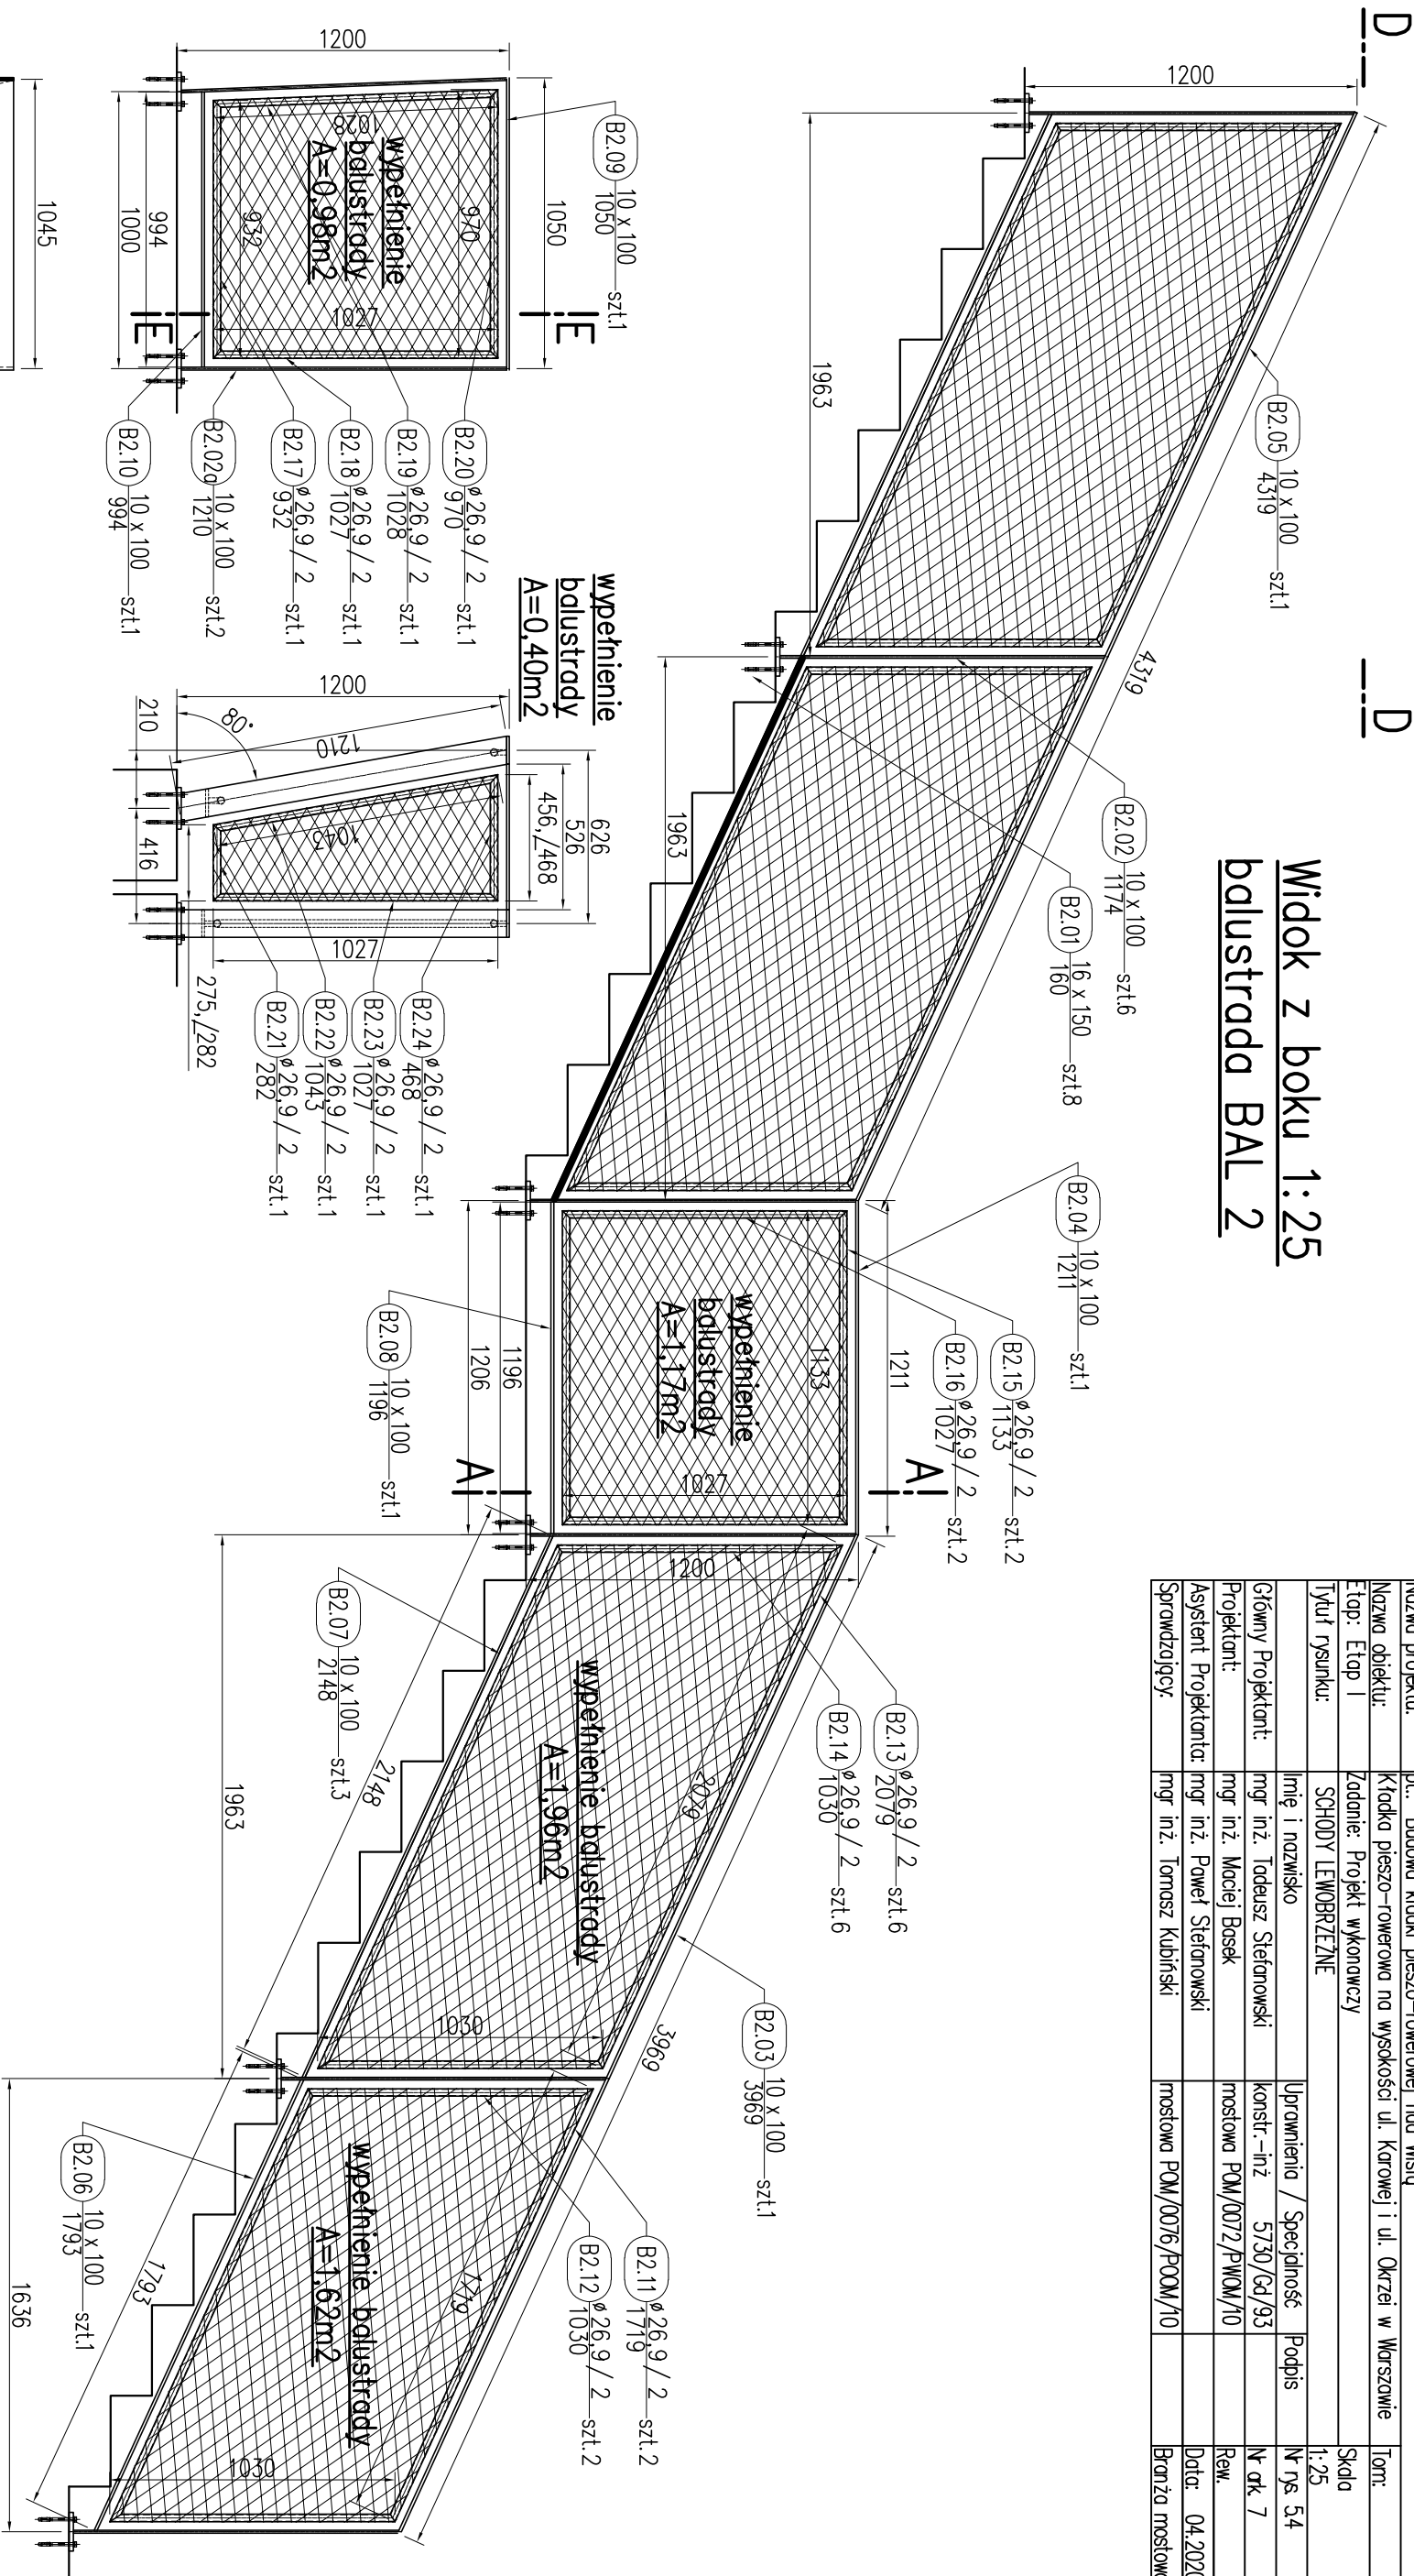 Widok z boku 1:25
balustrada BAL 2
D
D
1200
1963
B2.05 10 x 100
4319
szt.1
4319
1963
B2.02 10 x 100
1174
szt.6
B2.01 16 x 150
160
szt.8
B2.04 10 x 100
1211
szt.1
1211
B2.15 ø26,9 / 2
1133
szt.2
B2.16 ø26,9 / 2
1027
szt.2
wypełnienie
balustrady
A=1,17m2
1133
1027
A
A
1196
1206
B2.08 10 x 100
1196
szt.1
1200
B2.13 ø26,9 / 2
2079
szt.6
B2.14 ø26,9 / 2
1030
szt.6
wypełnienie balustrady
A=1,96m2
2079
1030
B2.07 10 x 100
2148
szt.3
2148
1963
B2.03 10 x 100
3969
szt.1
3969
B2.11 ø26,9 / 2
1719
szt.2
B2.12 ø26,9 / 2
1030
szt.2
wypełnienie balustrady
A=1,62m2
1719
1030
B2.06 10 x 100
1793
szt.1
1793
1636
1200
1050
B2.09 10 x 100
1050
szt.1
wypełnienie
balustrady
A=0,98m2
1028
970
932
1027
E
E
994
1000
B2.20 ø26,9 / 2
970
szt.1
B2.19 ø26,9 / 2
1028
szt.1
B2.18 ø26,9 / 2
1027
szt.1
B2.17 ø26,9 / 2
932
szt.1
B2.02a 10 x 100
1210
szt.2
B2.10 10 x 100
994
szt.1
wypełnienie
balustrady
A=0,40m2
1200
80°
1210
210
416
626
526
456,/468
1043
1027
275,/282
B2.24 ø26,9 / 2
468
szt.1
B2.23 ø26,9 / 2
1027
szt.1
B2.22 ø26,9 / 2
1043
szt.1
B2.21 ø26,9 / 2
282
szt.1
1045
Nazwa obiektu: Kładka pieszo-rowerowa na wysokości ul. Karowej i ul. Okrzei w Warszawie Tom:
Etap: Etap I Zadanie: Projekt wykonawczy Skala
Tytuł rysunku: SCHODY LEWOBRZEŻNE 1:25
Imię i nazwisko Uprawnienia / Specjalność Podpis Nr rys. 5.4
Główny Projektant: mgr inż. Tadeusz Stefanowski konstr.-inż 5730/Gd/93 Nr ark. 7
Projektant: mgr inż. Maciej Basek mostowa POM/0072/PWOM/10 Rew.
Asystent Projektanta: mgr inż. Paweł Stefanowski Data: 04.202
Sprawdzający: mgr inż. Tomasz Kubiński mostowa POM/0076/POOM/10 Branża mostow